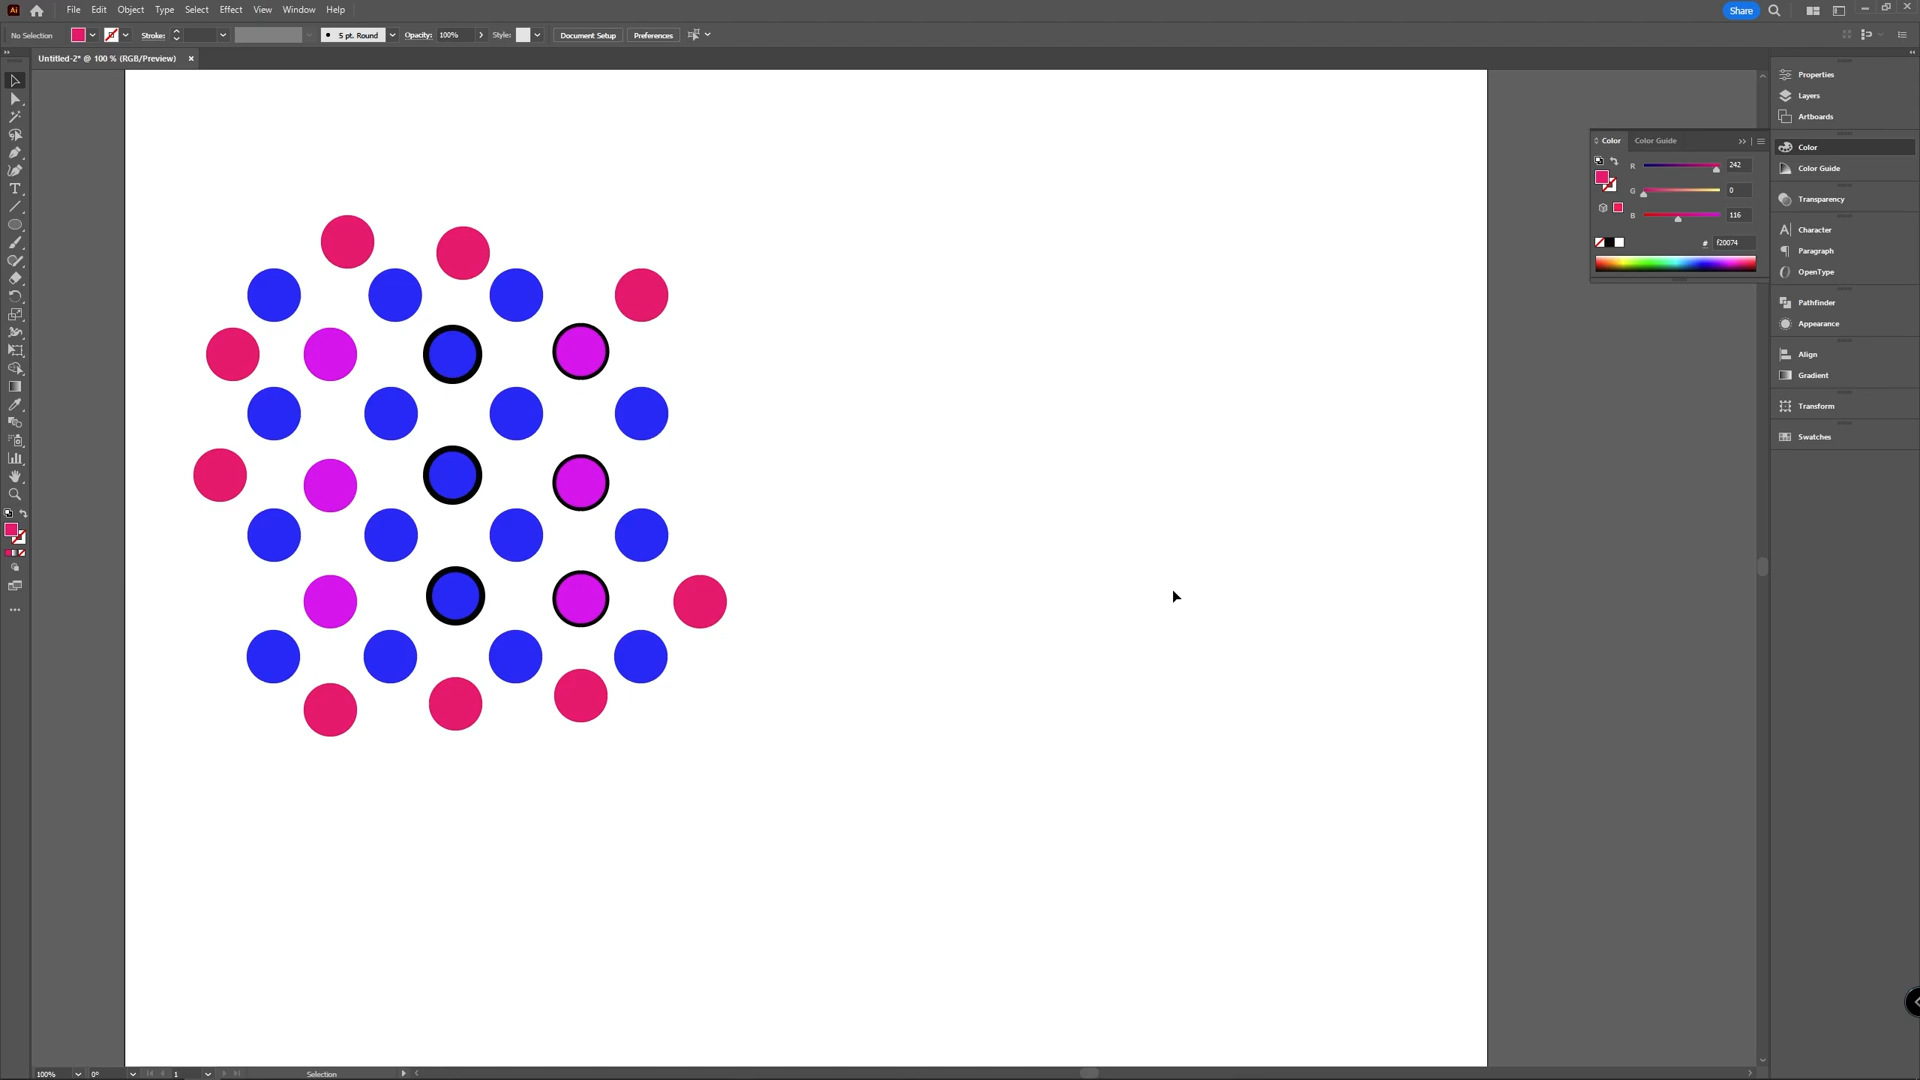 Ai File Edit Object Type Select Effect View Window Help Share
No Selection Stroke: 5 pt. Round Opacity: 100% Style: Document Setup Preferences
Untitled-2* @ 100 % (RGB/Preview)
Properties
Layers
Artboards
Color Color Guide
R 242
G 0
B 116
# f20074
Color
Color Guide
Transparency
Character
Paragraph
OpenType
Pathfinder
Appearance
Align
Gradient
Transform
Swatches
100% 0° 1 Selection